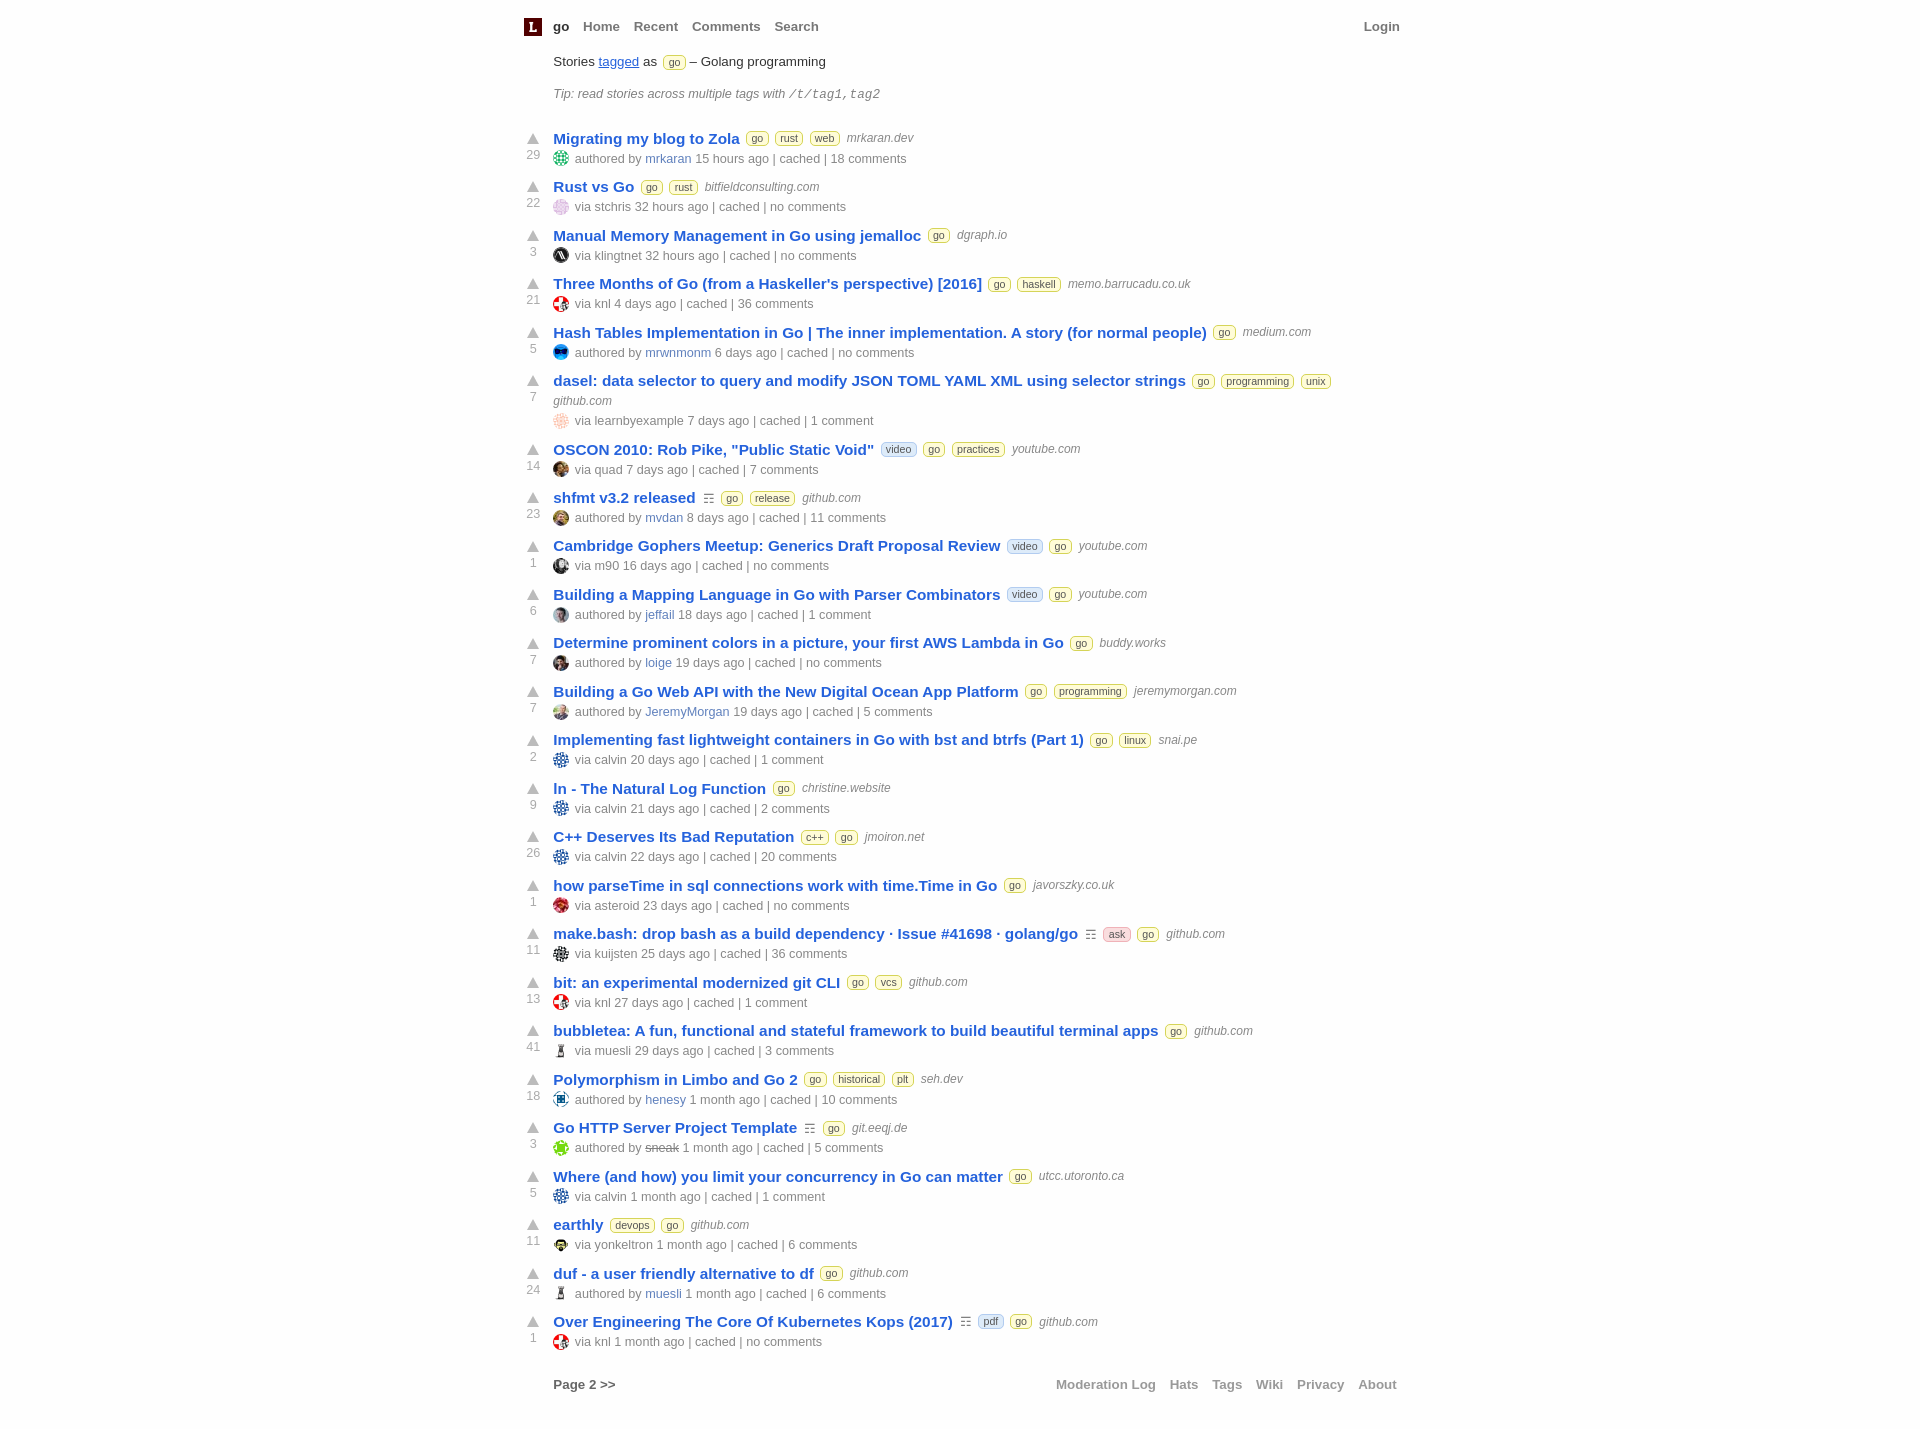 L go Home Recent Comments Search Login
Stories tagged as go – Golang programming
Tip: read stories across multiple tags with /t/tag1,tag2
Migrating my blog to Zola go rust web mrkaran.dev
29 authored by mrkaran 15 hours ago | cached | 18 comments
Rust vs Go go rust bitfieldconsulting.com
22 via stchris 32 hours ago | cached | no comments
Manual Memory Management in Go using jemalloc go dgraph.io
3 via klingtnet 32 hours ago | cached | no comments
Three Months of Go (from a Haskeller's perspective) [2016] go haskell memo.barrucadu.co.uk
21 via knl 4 days ago | cached | 36 comments
Hash Tables Implementation in Go | The inner implementation. A story (for normal people) go medium.com
5 authored by mrwnmonm 6 days ago | cached | no comments
dasel: data selector to query and modify JSON TOML YAML XML using selector strings go programming unix
7 github.com
via learnbyexample 7 days ago | cached | 1 comment
OSCON 2010: Rob Pike, "Public Static Void" video go practices youtube.com
14 via quad 7 days ago | cached | 7 comments
shfmt v3.2 released ☶ go release github.com
23 authored by mvdan 8 days ago | cached | 11 comments
Cambridge Gophers Meetup: Generics Draft Proposal Review video go youtube.com
1 via m90 16 days ago | cached | no comments
Building a Mapping Language in Go with Parser Combinators video go youtube.com
6 authored by jeffail 18 days ago | cached | 1 comment
Determine prominent colors in a picture, your first AWS Lambda in Go go buddy.works
7 authored by loige 19 days ago | cached | no comments
Building a Go Web API with the New Digital Ocean App Platform go programming jeremymorgan.com
7 authored by JeremyMorgan 19 days ago | cached | 5 comments
Implementing fast lightweight containers in Go with bst and btrfs (Part 1) go linux snai.pe
2 via calvin 20 days ago | cached | 1 comment
ln - The Natural Log Function go christine.website
9 via calvin 21 days ago | cached | 2 comments
C++ Deserves Its Bad Reputation c++ go jmoiron.net
26 via calvin 22 days ago | cached | 20 comments
how parseTime in sql connections work with time.Time in Go go javorszky.co.uk
1 via asteroid 23 days ago | cached | no comments
make.bash: drop bash as a build dependency · Issue #41698 · golang/go ☶ ask go github.com
11 via kuijsten 25 days ago | cached | 36 comments
bit: an experimental modernized git CLI go vcs github.com
13 via knl 27 days ago | cached | 1 comment
bubbletea: A fun, functional and stateful framework to build beautiful terminal apps go github.com
41 via muesli 29 days ago | cached | 3 comments
Polymorphism in Limbo and Go 2 go historical plt seh.dev
18 authored by henesy 1 month ago | cached | 10 comments
Go HTTP Server Project Template ☶ go git.eeqj.de
3 authored by sneak 1 month ago | cached | 5 comments
Where (and how) you limit your concurrency in Go can matter go utcc.utoronto.ca
5 via calvin 1 month ago | cached | 1 comment
earthly devops go github.com
11 via yonkeltron 1 month ago | cached | 6 comments
duf - a user friendly alternative to df go github.com
24 authored by muesli 1 month ago | cached | 6 comments
Over Engineering The Core Of Kubernetes Kops (2017) ☶ pdf go github.com
1 via knl 1 month ago | cached | no comments
Page 2 >> Moderation Log Hats Tags Wiki Privacy About